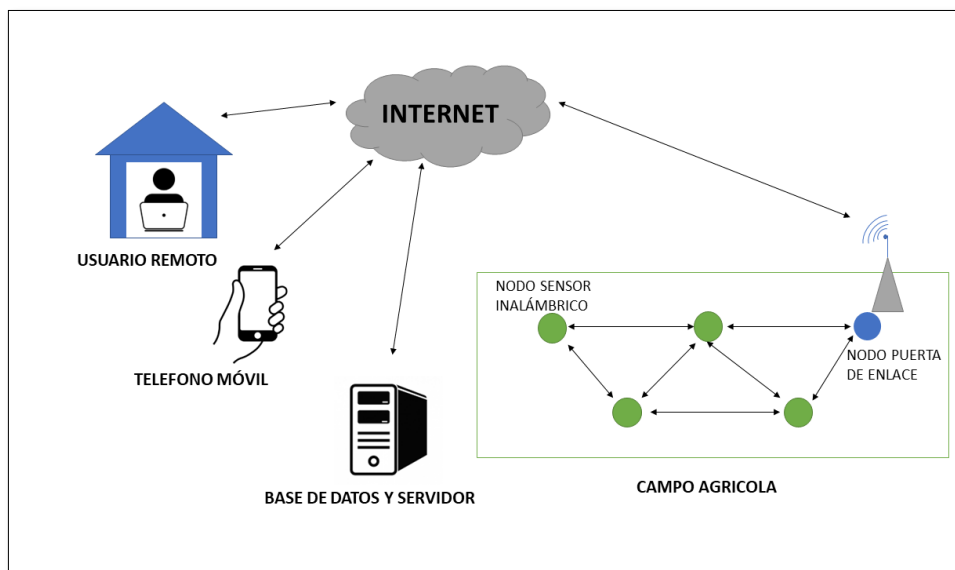 INTERNET
USUARIO REMOTO
TELEFONO MÓVIL
BASE DE DATOS Y SERVIDOR
NODO SENSOR
INALÁMBRICO
NODO PUERTA
DE ENLACE
CAMPO AGRICOLA